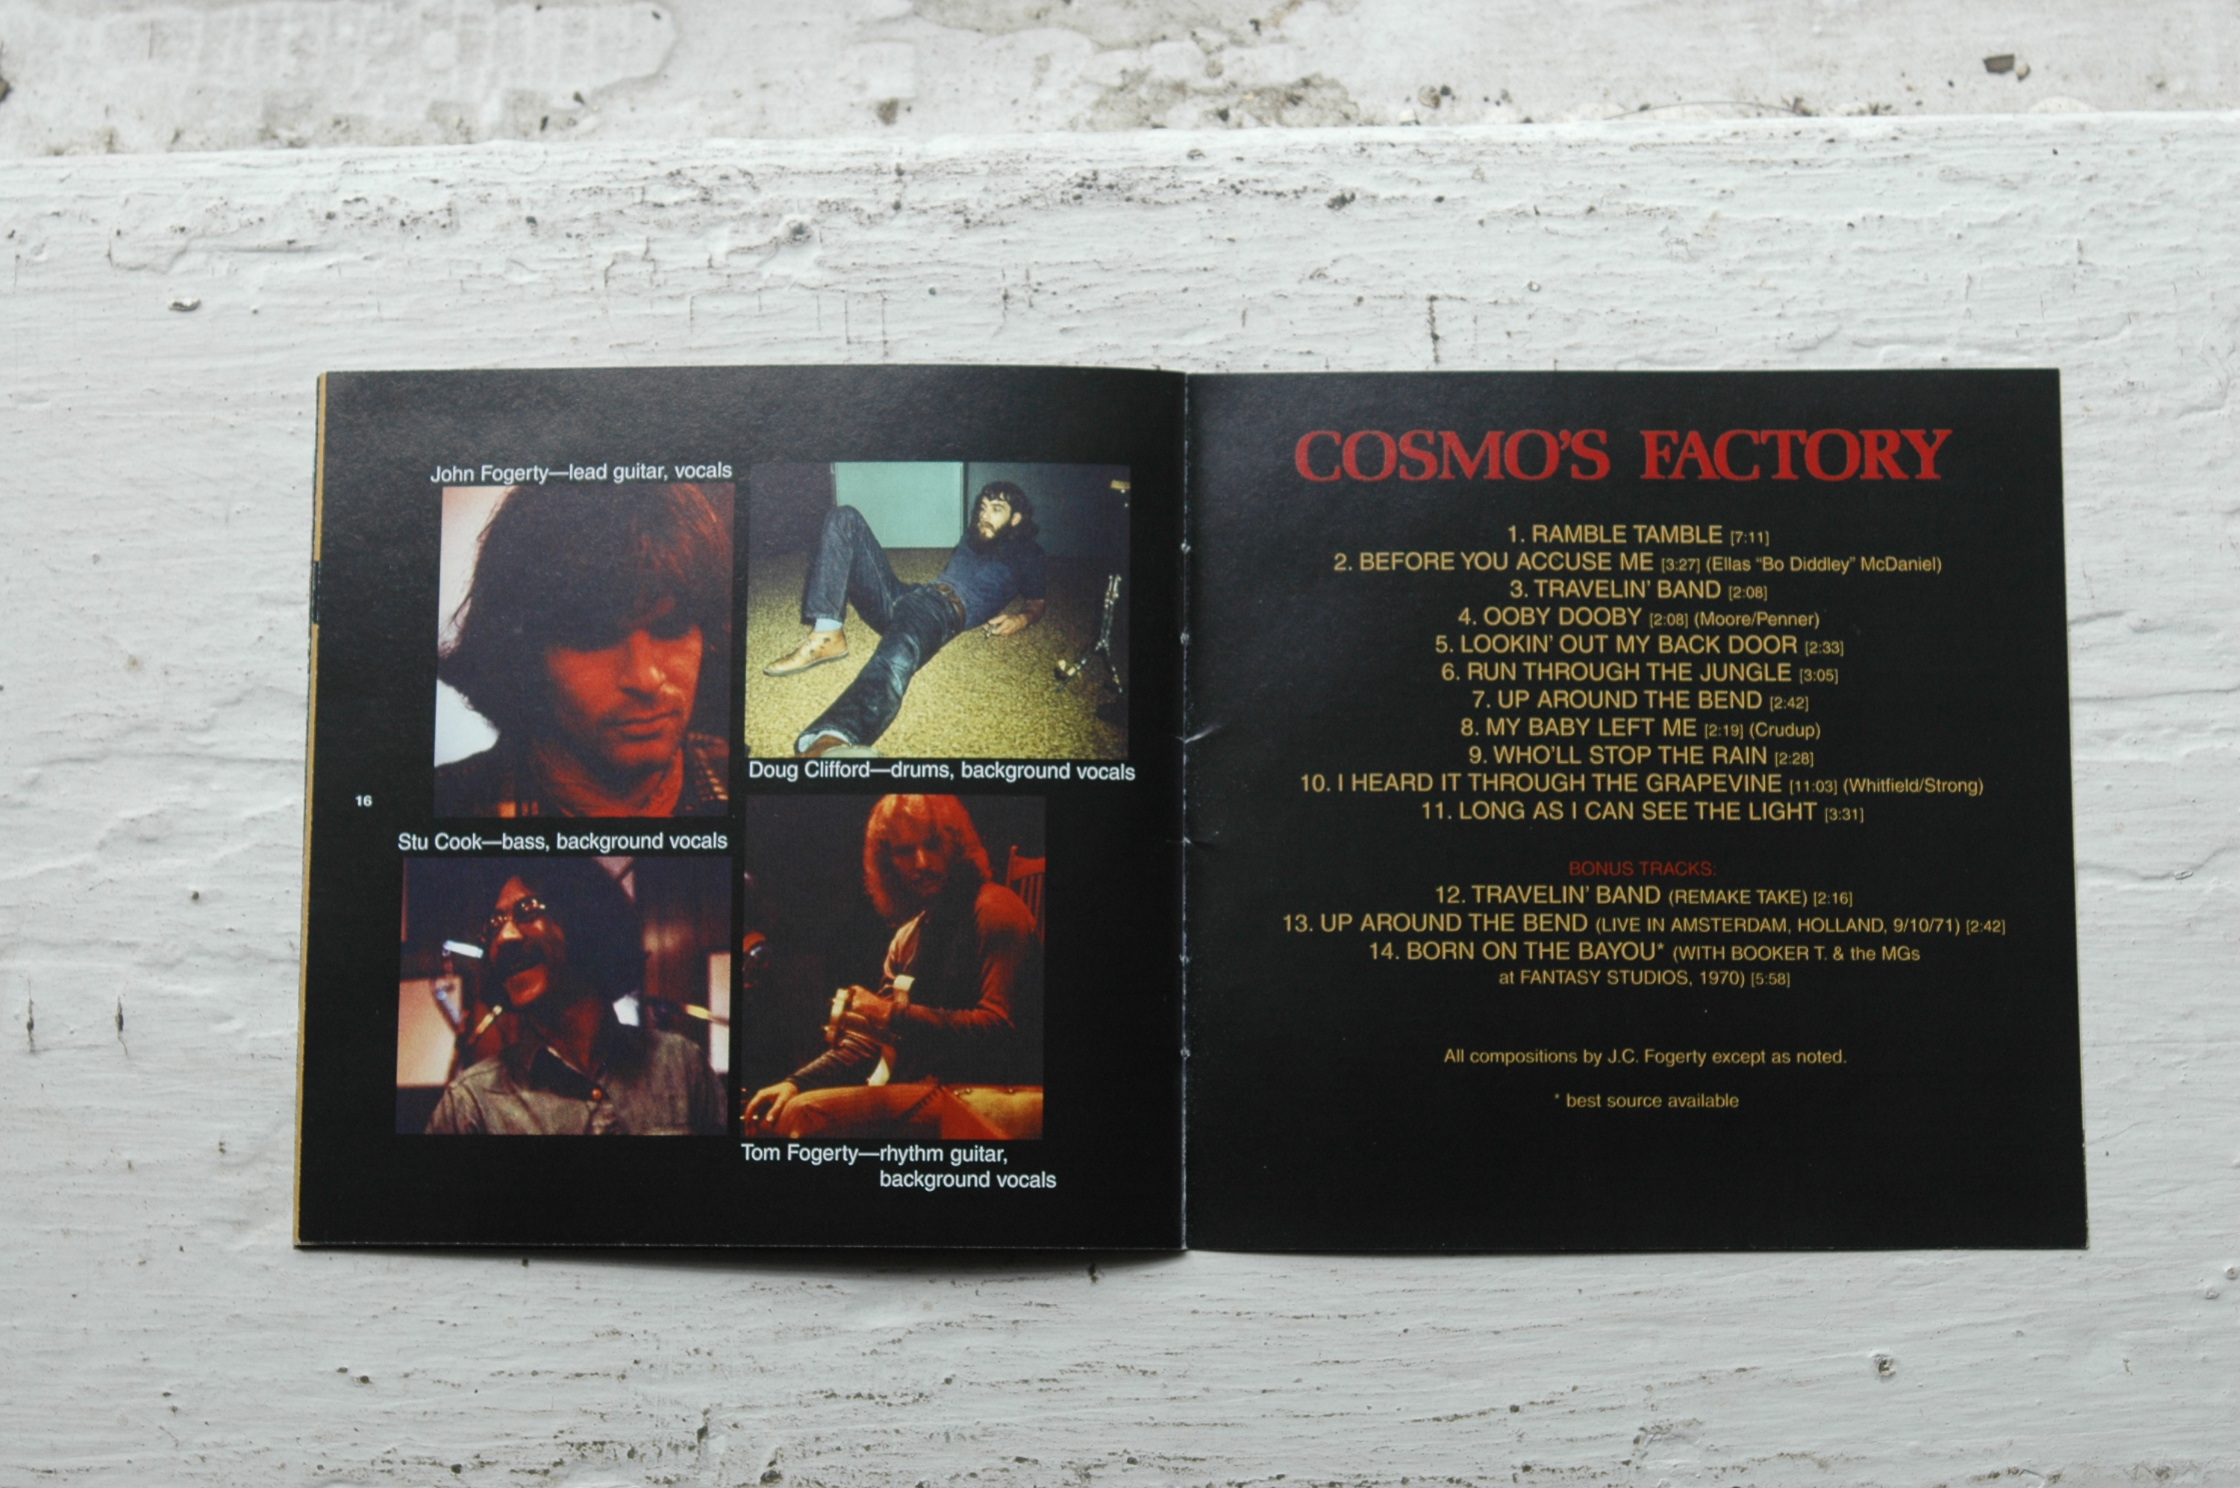 John Fogerty—lead guitar, vocals
Doug Clifford—drums, background vocals
16
Stu Cook—bass, background vocals
Tom Fogerty—rhythm guitar,
background vocals
COSMO'S FACTORY
1. RAMBLE TAMBLE [7:11]
2. BEFORE YOU ACCUSE ME [3:27] (Ellas "Bo Diddley" McDaniel)
3. TRAVELIN' BAND [2:08]
4. OOBY DOOBY [2:08] (Moore/Penner)
5. LOOKIN' OUT MY BACK DOOR [2:33]
6. RUN THROUGH THE JUNGLE [3:05]
7. UP AROUND THE BEND [2:42]
8. MY BABY LEFT ME [2:19] (Crudup)
9. WHO'LL STOP THE RAIN [2:28]
10. I HEARD IT THROUGH THE GRAPEVINE [11:03] (Whitfield/Strong)
11. LONG AS I CAN SEE THE LIGHT [3:31]
BONUS TRACKS:
12. TRAVELIN' BAND (REMAKE TAKE) [2:16]
13. UP AROUND THE BEND (LIVE IN AMSTERDAM, HOLLAND, 9/10/71) [2:42]
14. BORN ON THE BAYOU* (WITH BOOKER T. & the MGs
at FANTASY STUDIOS, 1970) [5:58]
All compositions by J.C. Fogerty except as noted.
* best source available